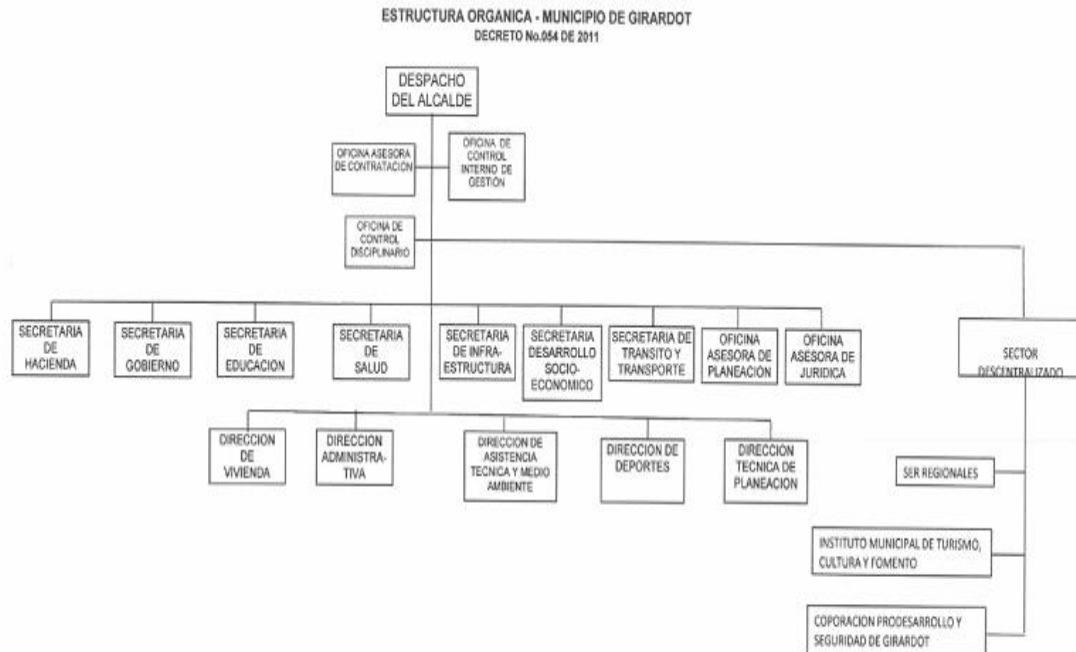 ESTRUCTURA ORGANICA - MUNICIPIO DE GIRARDOT
DECRETO No.054 DE 2011
DESPACHO
DEL ALCALDE
OFICINA ASESORA
DE CONTRATACIÓN
OFICINA DE
CONTROL
INTERNO DE
GESTIÓN
OFICINA DE
CONTROL
DISCIPLINARIO
SECRETARIA
DE
HACIENDA
SECRETARIA
DE
GOBIERNO
SECRETARIA
DE
EDUCACION
SECRETARIA
DE
SALUD
SECRETARIA
DE INFRA-
ESTRUCTURA
SECRETARIA
DESARROLLO
SOCIO-
ECONOMICO
SECRETARIA DE
TRANSITO Y
TRANSPORTE
OFICINA
ASESORA DE
PLANEACIÓN
OFICINA
ASESORA DE
JURIDICA
SECTOR
DESCENTRALIZADO
DIRECCION
DE
VIVIENDA
DIRECCION
ADMINISTRA-
TIVA
DIRECCION DE
ASISTENCIA
TECNICA Y MEDIO
AMBIENTE
DIRECCION DE
DEPORTES
DIRECCION
TECNICA DE
PLANEACION
SER REGIONALES
INSTITUTO MUNICIPAL DE TURISMO,
CULTURA Y FOMENTO
COPORACION PRODESARROLLO Y
SEGURIDAD DE GIRARDOT